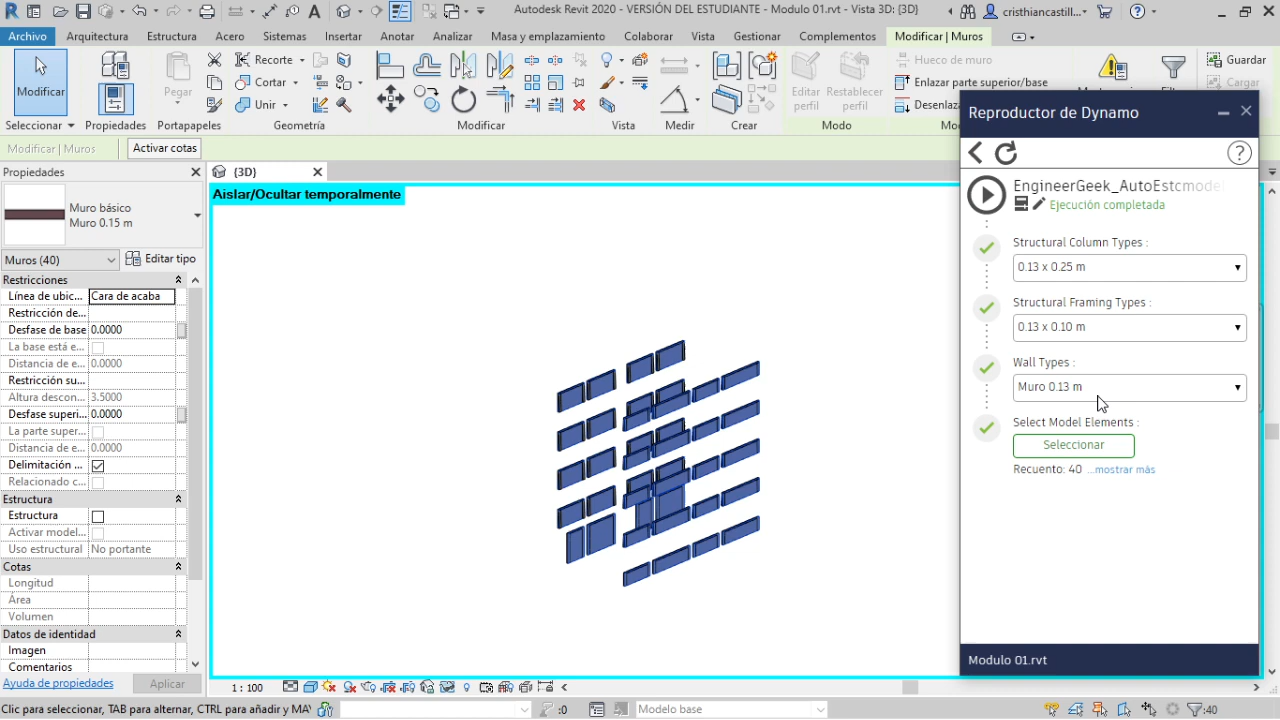 Autodesk Revit 2020 - VERSIÓN DEL ESTUDIANTE - Modulo 01.rvt - Vista 3D: {3D}
cristhiancastill...
Archivo Arquitectura Estructura Acero Sistemas Insertar Anotar Analizar Masa y emplazamiento Colaborar Vista Gestionar Complementos Modificar | Muros
Modificar
Pegar
Recorte
Cortar
Unir
Editar perfil
Restablecer perfil
Hueco de muro
Enlazar parte superior/base
Guardar
Cargar
Seleccionar Propiedades Portapapeles Geometría Modificar Vista Medir Crear Modo
Modificar | Muros Activar cotas
Propiedades
{3D}
Aislar/Ocultar temporalmente
Muro básico
Muro 0.15 m
Muros (40) Editar tipo
Restricciones
Línea de ubic... Cara de acaba
Restricción de...
Desfase de base 0.0000
La base está e...
Distancia de e... 0.0000
Restricción su...
Altura descon... 3.5000
Desfase superi... 0.0000
La parte super...
Distancia de e... 0.0000
Delimitación ...
Relacionado c...
Estructura
Estructura
Activar model...
Uso estructural No portante
Cotas
Longitud
Área
Volumen
Datos de identidad
Imagen
Comentarios
Ayuda de propiedades Aplicar
Reproductor de Dynamo
EngineerGeek_AutoEstcmode
Ejecución completada
Structural Column Types :
0.13 x 0.25 m
Structural Framing Types :
0.13 x 0.10 m
Wall Types :
Muro 0.13 m
Select Model Elements :
Seleccionar
Recuento: 40 ...mostrar más
Modulo 01.rvt
1 : 100
Clic para seleccionar, TAB para alternar, CTRL para añadir y MA
:0
Modelo base
:40